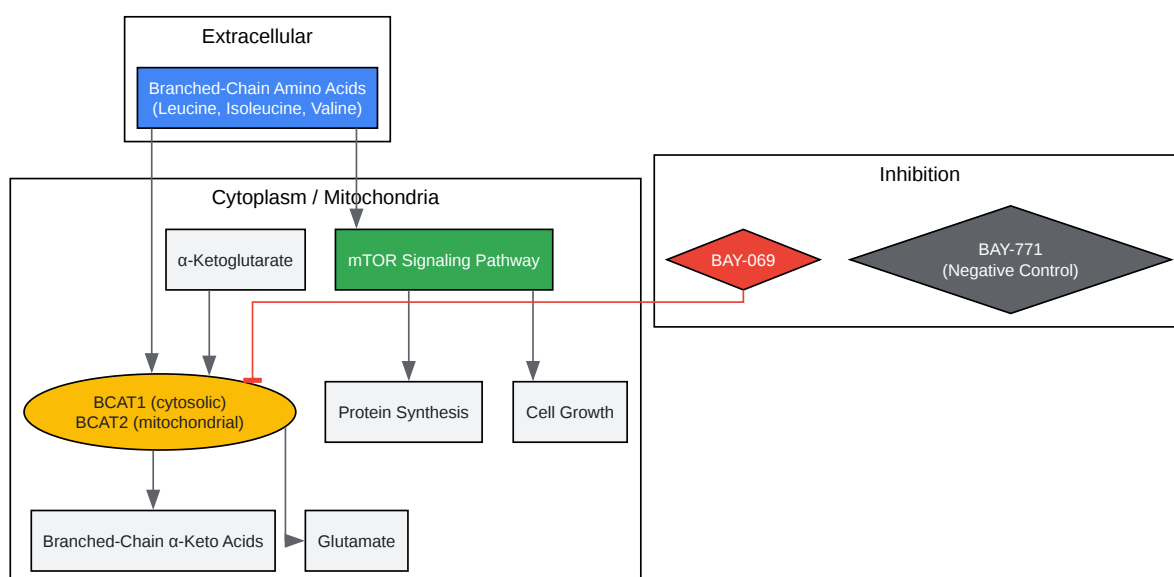 Extracellular
Branched-Chain Amino Acids
(Leucine, Isoleucine, Valine)
Inhibition
Cytoplasm / Mitochondria
α-Ketoglutarate
mTOR Signaling Pathway
BAY-069
BAY-771
(Negative Control)
BCAT1 (cytosolic)
BCAT2 (mitochondrial)
Protein Synthesis
Cell Growth
Branched-Chain α-Keto Acids
Glutamate